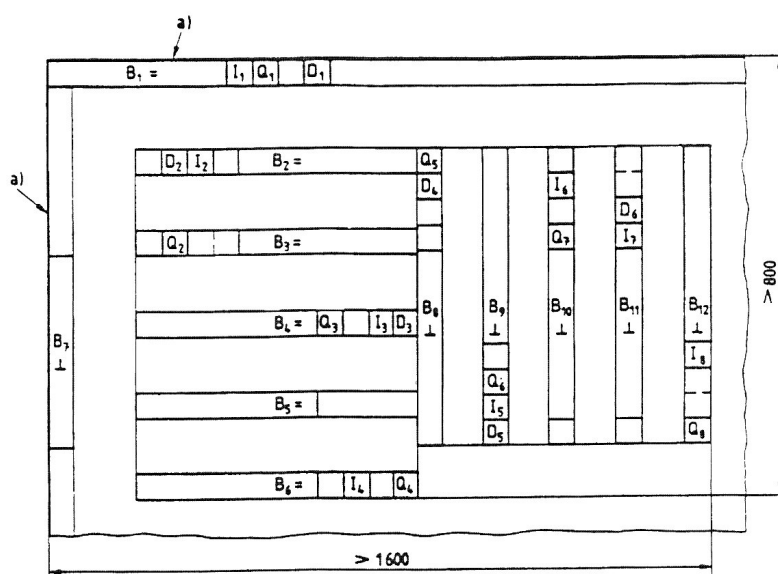 a)
B₁ = I₁ Q₁ D₁
D₂ I₂ B₂ = Q₅
D₄ I₆
D₆
a)
Q₂ B₃ = Q₇ I₇
B₇ ⊥
B₄ = Q₃ I₃ D₃
B₈ ⊥ B₉ ⊥ B₁₀ ⊥ B₁₁ ⊥ B₁₂ ⊥
I₈
Q₆
B₅ = I₅
D₅ Q₈
B₆ = I₄ Q₄
> 800
> 1600